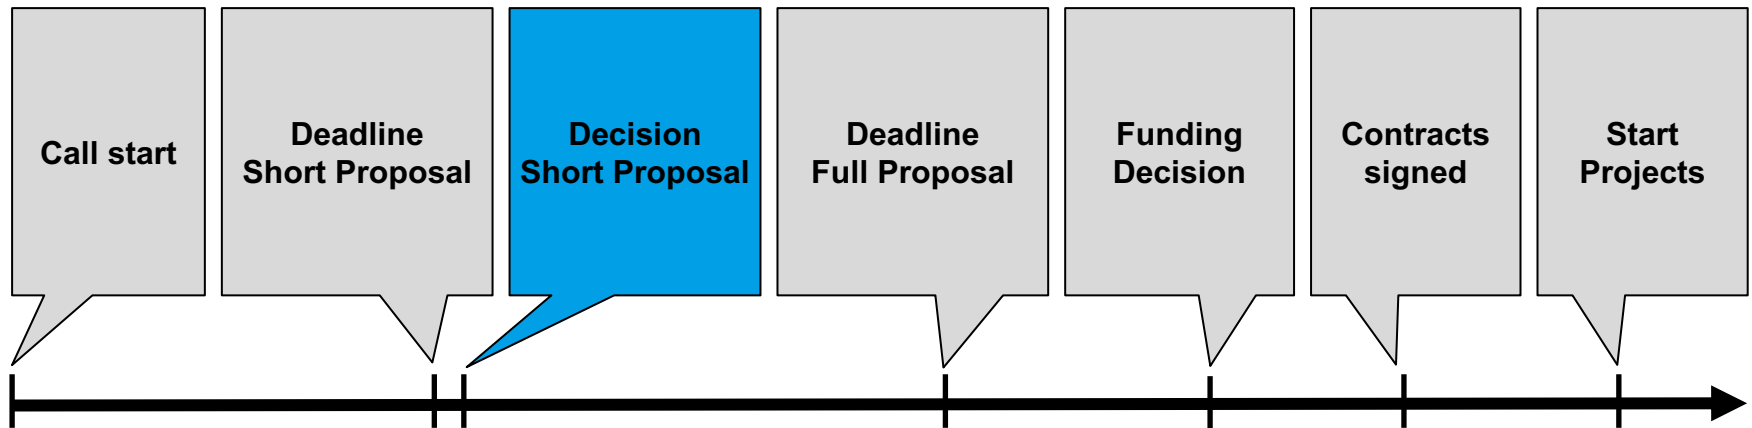 Call start
Deadline
Short Proposal
Decision
Short Proposal
Deadline
Full Proposal
Funding
Decision
Contracts
signed
Start
Projects